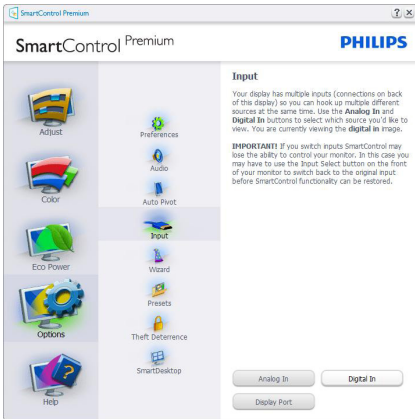 SmartControl Premium
? x
SmartControl Premium
PHILIPS
Adjust
Color
Eco Power
Options
Help
Preferences
Audio
Auto Pivot
Input
Wizard
Presets
Theft Deterrence
SmartDesktop
Input
Your display has multiple inputs (connections on back
of this display) so you can hook up multiple different
sources at the same time. Use the Analog In and
Digital In buttons to select which source you'd like to
view. You are currently viewing the digital in image.
IMPORTANT! If you switch inputs SmartControl may
lose the ability to control your monitor. In this case you
may have to use the Input Select button on the front
of your monitor to switch back to the original input
before SmartControl functionality can be restored.
Analog In
Digital In
Display Port